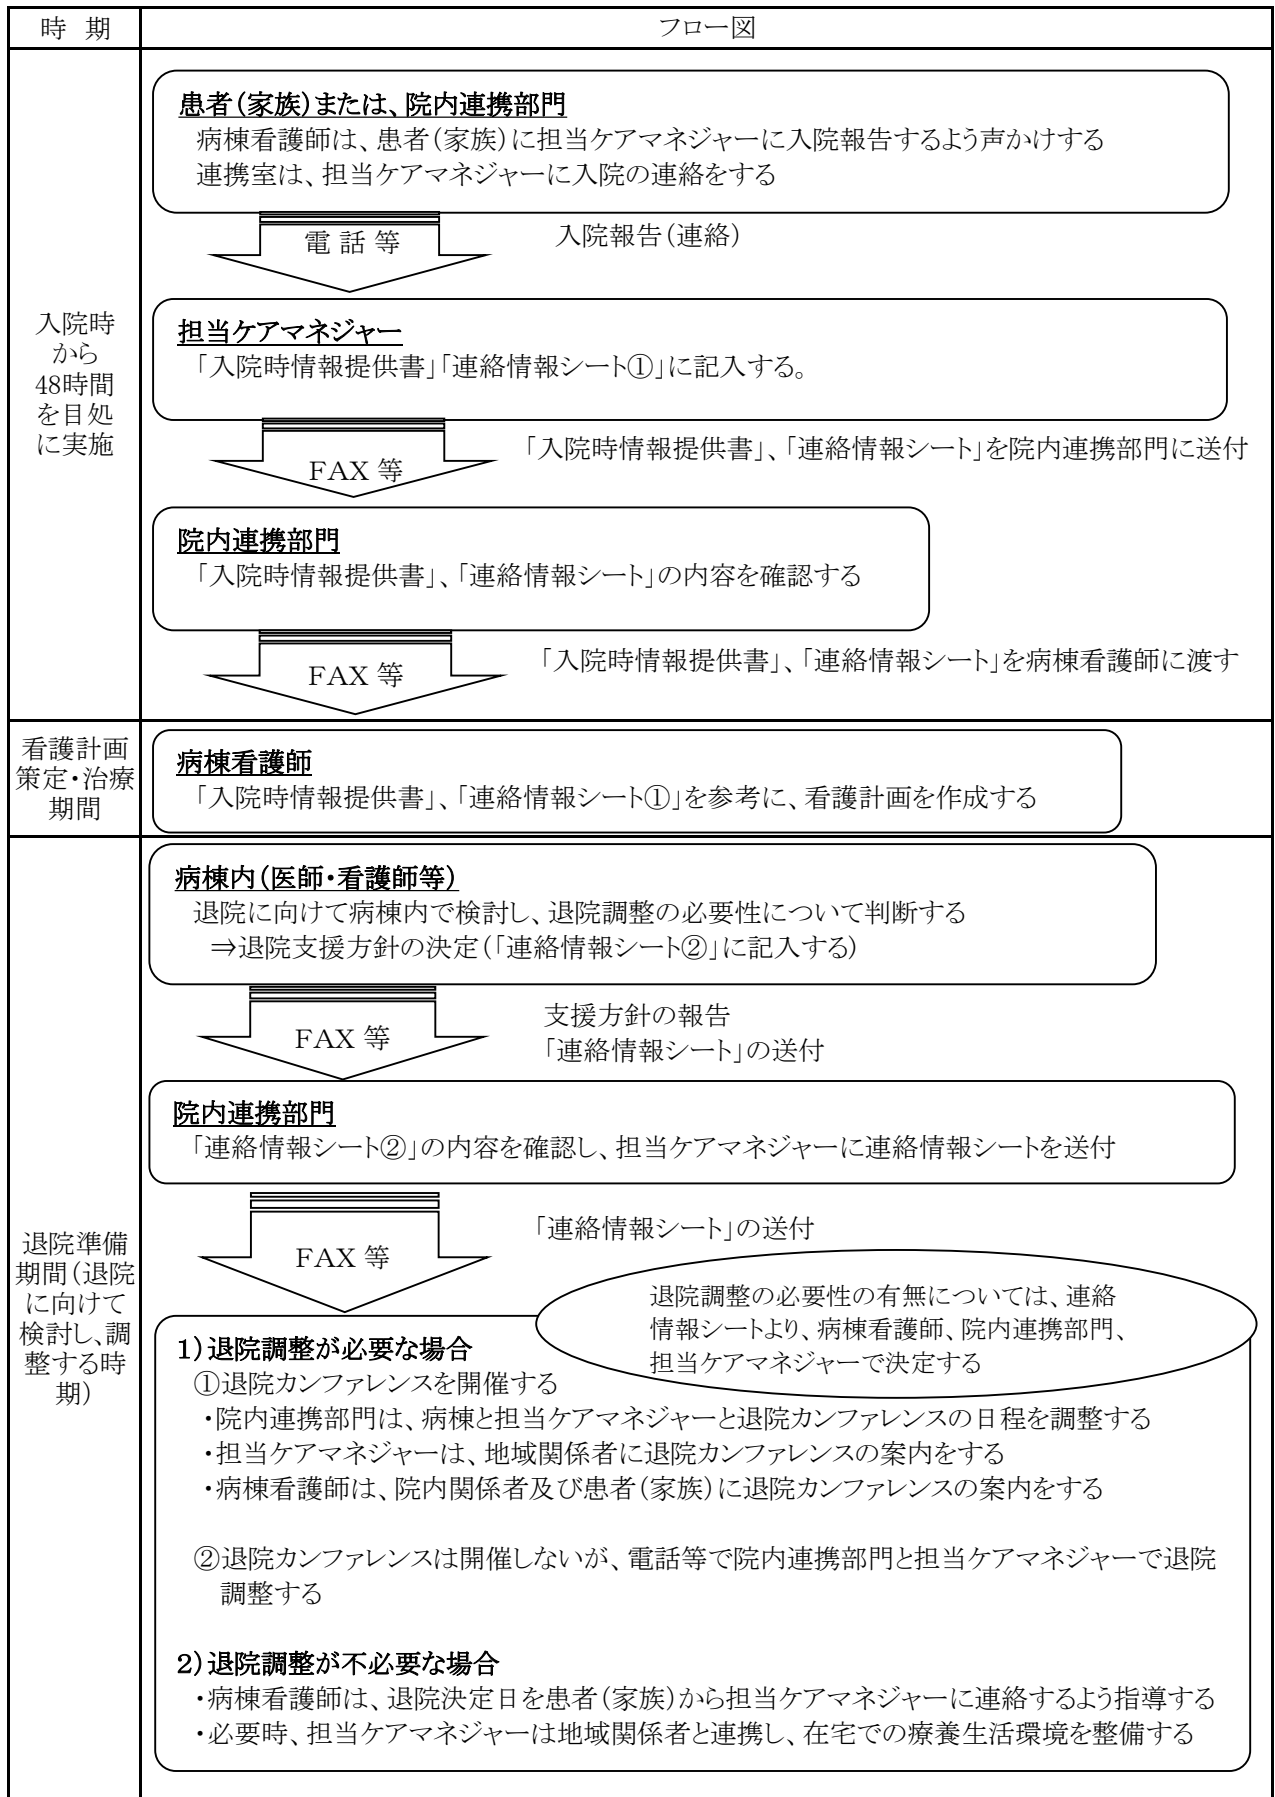 時　期
フロー図
入院時
から
48時間
を目処
に実施
患者（家族）または、院内連携部門
病棟看護師は、患者（家族）に担当ケアマネジャーに入院報告するよう声かけする
連携室は、担当ケアマネジャーに入院の連絡をする
電 話 等
入院報告（連絡）
担当ケアマネジャー
「入院時情報提供書」「連絡情報シート①」に記入する。
FAX 等
「入院時情報提供書」、「連絡情報シート」を院内連携部門に送付
院内連携部門
「入院時情報提供書」、「連絡情報シート」の内容を確認する
FAX 等
「入院時情報提供書」、「連絡情報シート」を病棟看護師に渡す
看護計画
策定・治療
期間
病棟看護師
「入院時情報提供書」、「連絡情報シート①」を参考に、看護計画を作成する
退院準備
期間（退院
に向けて
検討し、調
整する時
期）
病棟内（医師・看護師等）
退院に向けて病棟内で検討し、退院調整の必要性について判断する
⇒退院支援方針の決定（「連絡情報シート②」に記入する）
FAX 等
支援方針の報告
「連絡情報シート」の送付
院内連携部門
「連絡情報シート②」の内容を確認し、担当ケアマネジャーに連絡情報シートを送付
FAX 等
「連絡情報シート」の送付
退院調整の必要性の有無については、連絡
情報シートより、病棟看護師、院内連携部門、
担当ケアマネジャーで決定する
１）退院調整が必要な場合
①退院カンファレンスを開催する
・院内連携部門は、病棟と担当ケアマネジャーと退院カンファレンスの日程を調整する
・担当ケアマネジャーは、地域関係者に退院カンファレンスの案内をする
・病棟看護師は、院内関係者及び患者（家族）に退院カンファレンスの案内をする
②退院カンファレンスは開催しないが、電話等で院内連携部門と担当ケアマネジャーで退院
調整する
２）退院調整が不必要な場合
・病棟看護師は、退院決定日を患者（家族）から担当ケアマネジャーに連絡するよう指導する
・必要時、担当ケアマネジャーは地域関係者と連携し、在宅での療養生活環境を整備する